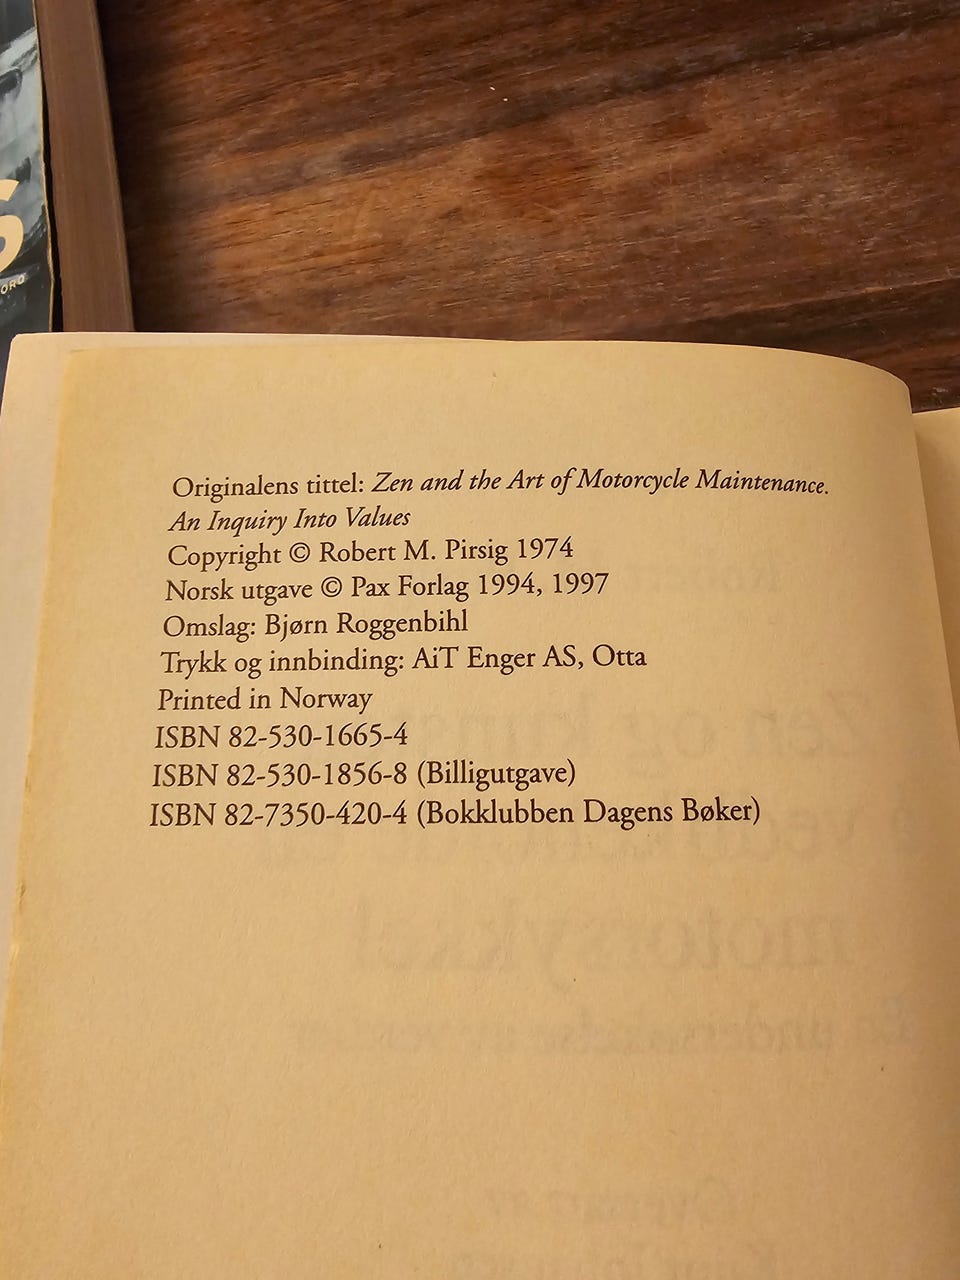 Originalens tittel: Zen and the Art of Motorcycle Maintenance.
An Inquiry Into Values
Copyright © Robert M. Pirsig 1974
Norsk utgave © Pax Forlag 1994, 1997
Omslag: Bjørn Roggenbihl
Trykk og innbinding: AiT Enger AS, Otta
Printed in Norway
ISBN 82-530-1665-4
ISBN 82-530-1856-8 (Billigutgave)
ISBN 82-7350-420-4 (Bokklubben Dagens Bøker)